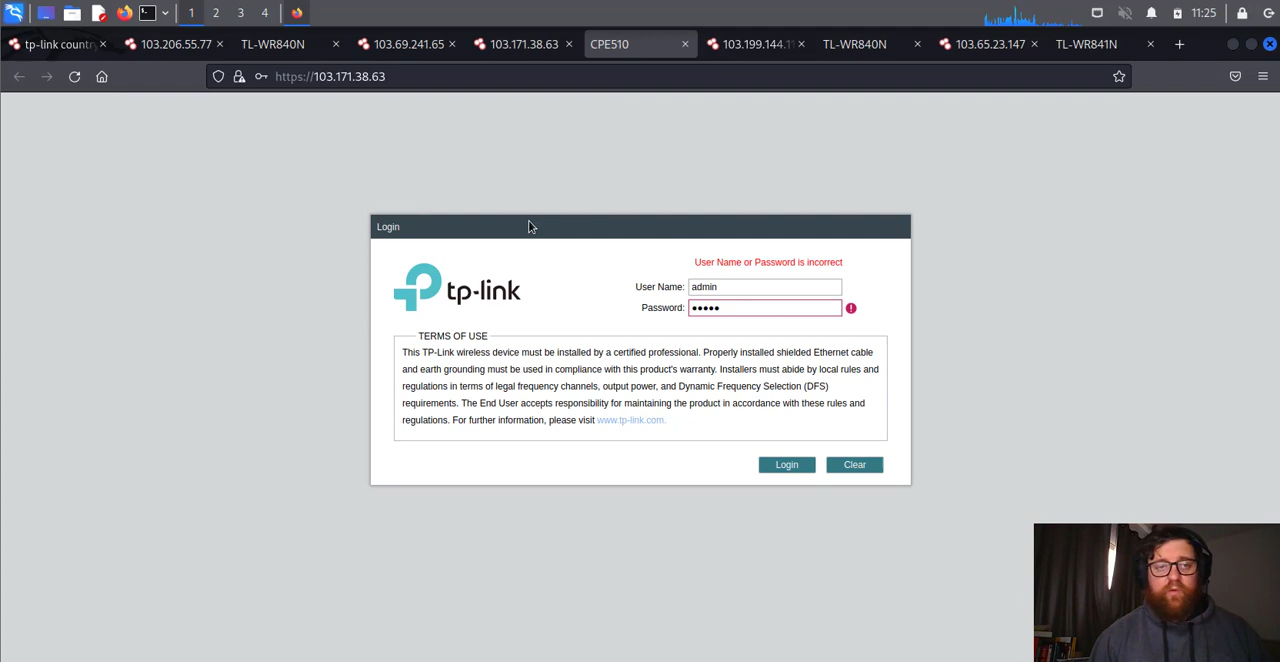 1 2 3 4 11:25
tp-link country 103.206.55.77 TL-WR840N 103.69.241.65 103.171.38.63 CPE510 103.199.144.11 TL-WR840N 103.65.23.147 TL-WR841N
https://103.171.38.63
Login
tp-link
User Name or Password is incorrect
User Name: admin
Password: •••••
TERMS OF USE
This TP-Link wireless device must be installed by a certified professional. Properly installed shielded Ethernet cable
and earth grounding must be used in compliance with this product's warranty. Installers must abide by local rules and
regulations in terms of legal frequency channels, output power, and Dynamic Frequency Selection (DFS)
requirements. The End User accepts responsibility for maintaining the product in accordance with these rules and
regulations. For further information, please visit www.tp-link.com.
Login Clear